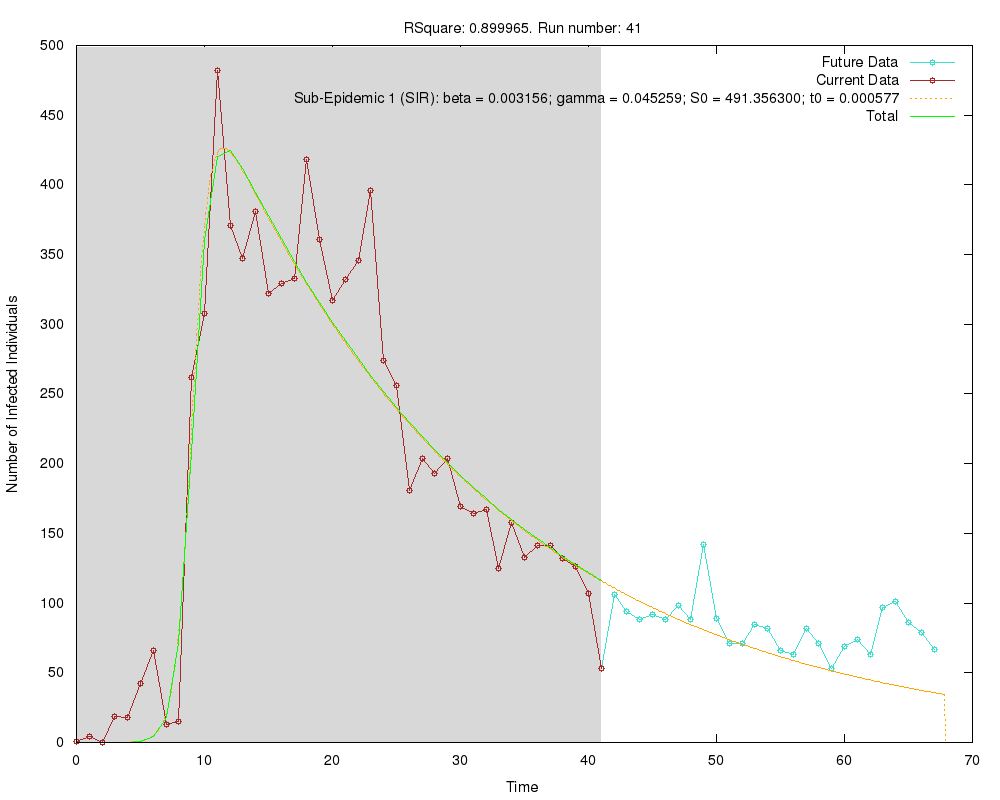 RSquare: 0.899965. Run number: 41
Future Data
Current Data
Sub-Epidemic 1 (SIR): beta = 0.003156; gamma = 0.045259; S0 = 491.356300; t0 = 0.000577
Total
500
450
400
350
300
250
200
150
100
50
0
Number of Infected Individuals
0 10 20 30 40 50 60 70
Time